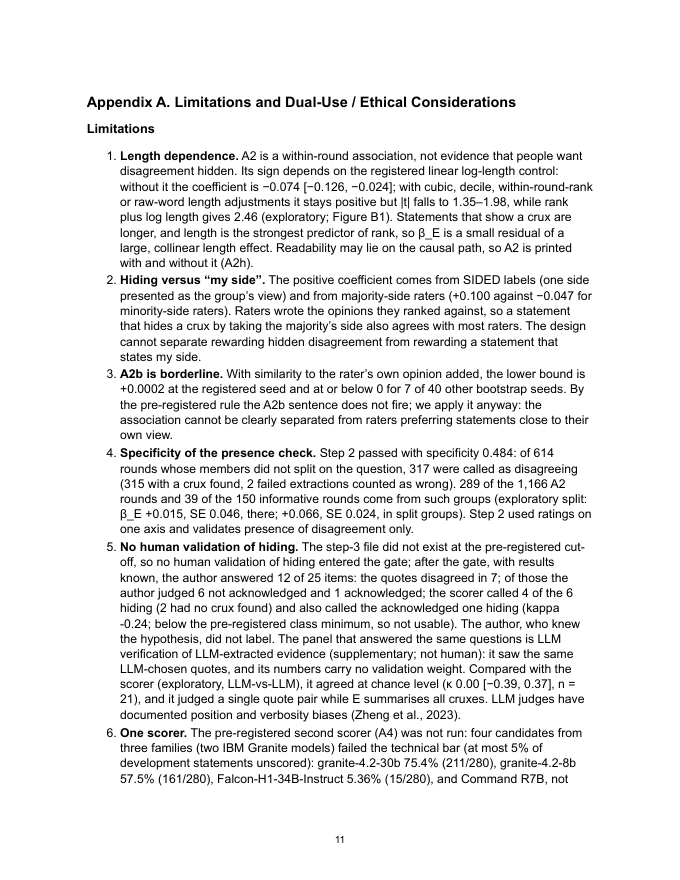 Appendix A. Limitations and Dual-Use / Ethical Considerations
Limitations
1. Length dependence. A2 is a within-round association, not evidence that people want
disagreement hidden. Its sign depends on the registered linear log-length control:
without it the coefficient is −0.074 [−0.126, −0.024]; with cubic, decile, within-round-rank
or raw-word length adjustments it stays positive but |t| falls to 1.35–1.98, while rank
plus log length gives 2.46 (exploratory; Figure B1). Statements that show a crux are
longer, and length is the strongest predictor of rank, so β_E is a small residual of a
large, collinear length effect. Readability may lie on the causal path, so A2 is printed
with and without it (A2h).
2. Hiding versus “my side”. The positive coefficient comes from SIDED labels (one side
presented as the group’s view) and from majority-side raters (+0.100 against −0.047 for
minority-side raters). Raters wrote the opinions they ranked against, so a statement
that hides a crux by taking the majority’s side also agrees with most raters. The design
cannot separate rewarding hidden disagreement from rewarding a statement that
states my side.
3. A2b is borderline. With similarity to the rater’s own opinion added, the lower bound is
+0.0002 at the registered seed and at or below 0 for 7 of 40 other bootstrap seeds. By
the pre-registered rule the A2b sentence does not fire; we apply it anyway: the
association cannot be clearly separated from raters preferring statements close to their
own view.
4. Specificity of the presence check. Step 2 passed with specificity 0.484: of 614
rounds whose members did not split on the question, 317 were called as disagreeing
(315 with a crux found, 2 failed extractions counted as wrong). 289 of the 1,166 A2
rounds and 39 of the 150 informative rounds come from such groups (exploratory split:
β_E +0.015, SE 0.046, there; +0.066, SE 0.024, in split groups). Step 2 used ratings on
one axis and validates presence of disagreement only.
5. No human validation of hiding. The step-3 file did not exist at the pre-registered cut-
off, so no human validation of hiding entered the gate; after the gate, with results
known, the author answered 12 of 25 items: the quotes disagreed in 7; of those the
author judged 6 not acknowledged and 1 acknowledged; the scorer called 4 of the 6
hiding (2 had no crux found) and also called the acknowledged one hiding (kappa
-0.24; below the pre-registered class minimum, so not usable). The author, who knew
the hypothesis, did not label. The panel that answered the same questions is LLM
verification of LLM-extracted evidence (supplementary; not human): it saw the same
LLM-chosen quotes, and its numbers carry no validation weight. Compared with the
scorer (exploratory, LLM-vs-LLM), it agreed at chance level (κ 0.00 [−0.39, 0.37], n =
21), and it judged a single quote pair while E summarises all cruxes. LLM judges have
documented position and verbosity biases (Zheng et al., 2023).
6. One scorer. The pre-registered second scorer (A4) was not run: four candidates from
three families (two IBM Granite models) failed the technical bar (at most 5% of
development statements unscored): granite-4.2-30b 75.4% (211/280), granite-4.2-8b
57.5% (161/280), Falcon-H1-34B-Instruct 5.36% (15/280), and Command R7B, not
11